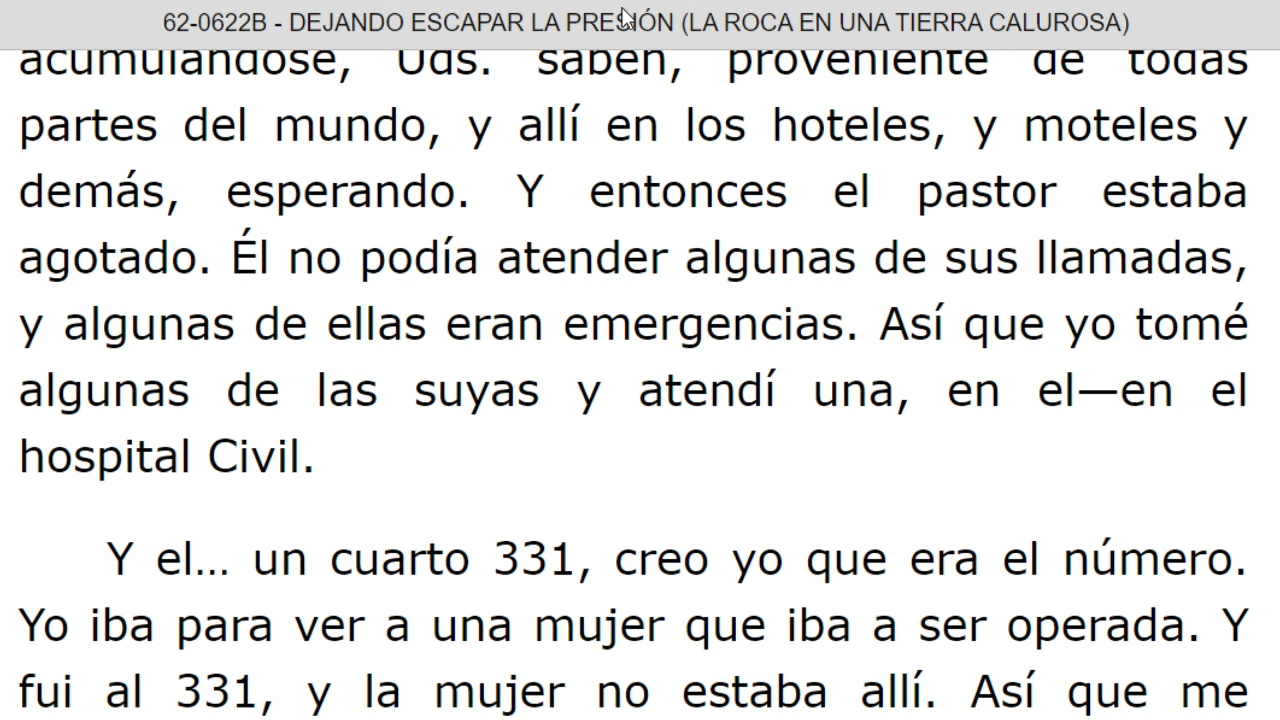 62-0622B - DEJANDO ESCAPAR LA PRESIÓN (LA ROCA EN UNA TIERRA CALUROSA)
acumulándose, Uds. saben, proveniente de todas
partes del mundo, y allí en los hoteles, y moteles y
demás, esperando. Y entonces el pastor estaba
agotado. Él no podía atender algunas de sus llamadas,
y algunas de ellas eran emergencias. Así que yo tomé
algunas de las suyas y atendí una, en el—en el
hospital Civil.
Y el… un cuarto 331, creo yo que era el número.
Yo iba para ver a una mujer que iba a ser operada. Y
fui al 331, y la mujer no estaba allí. Así que me